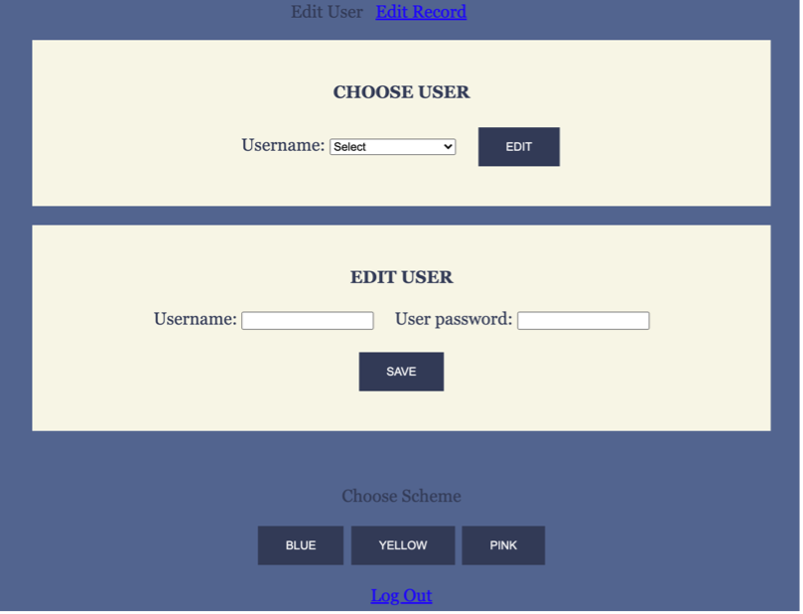 Edit User Edit Record
CHOOSE USER
Username: Select EDIT
EDIT USER
Username: User password:
SAVE
Choose Scheme
BLUE YELLOW PINK
Log Out